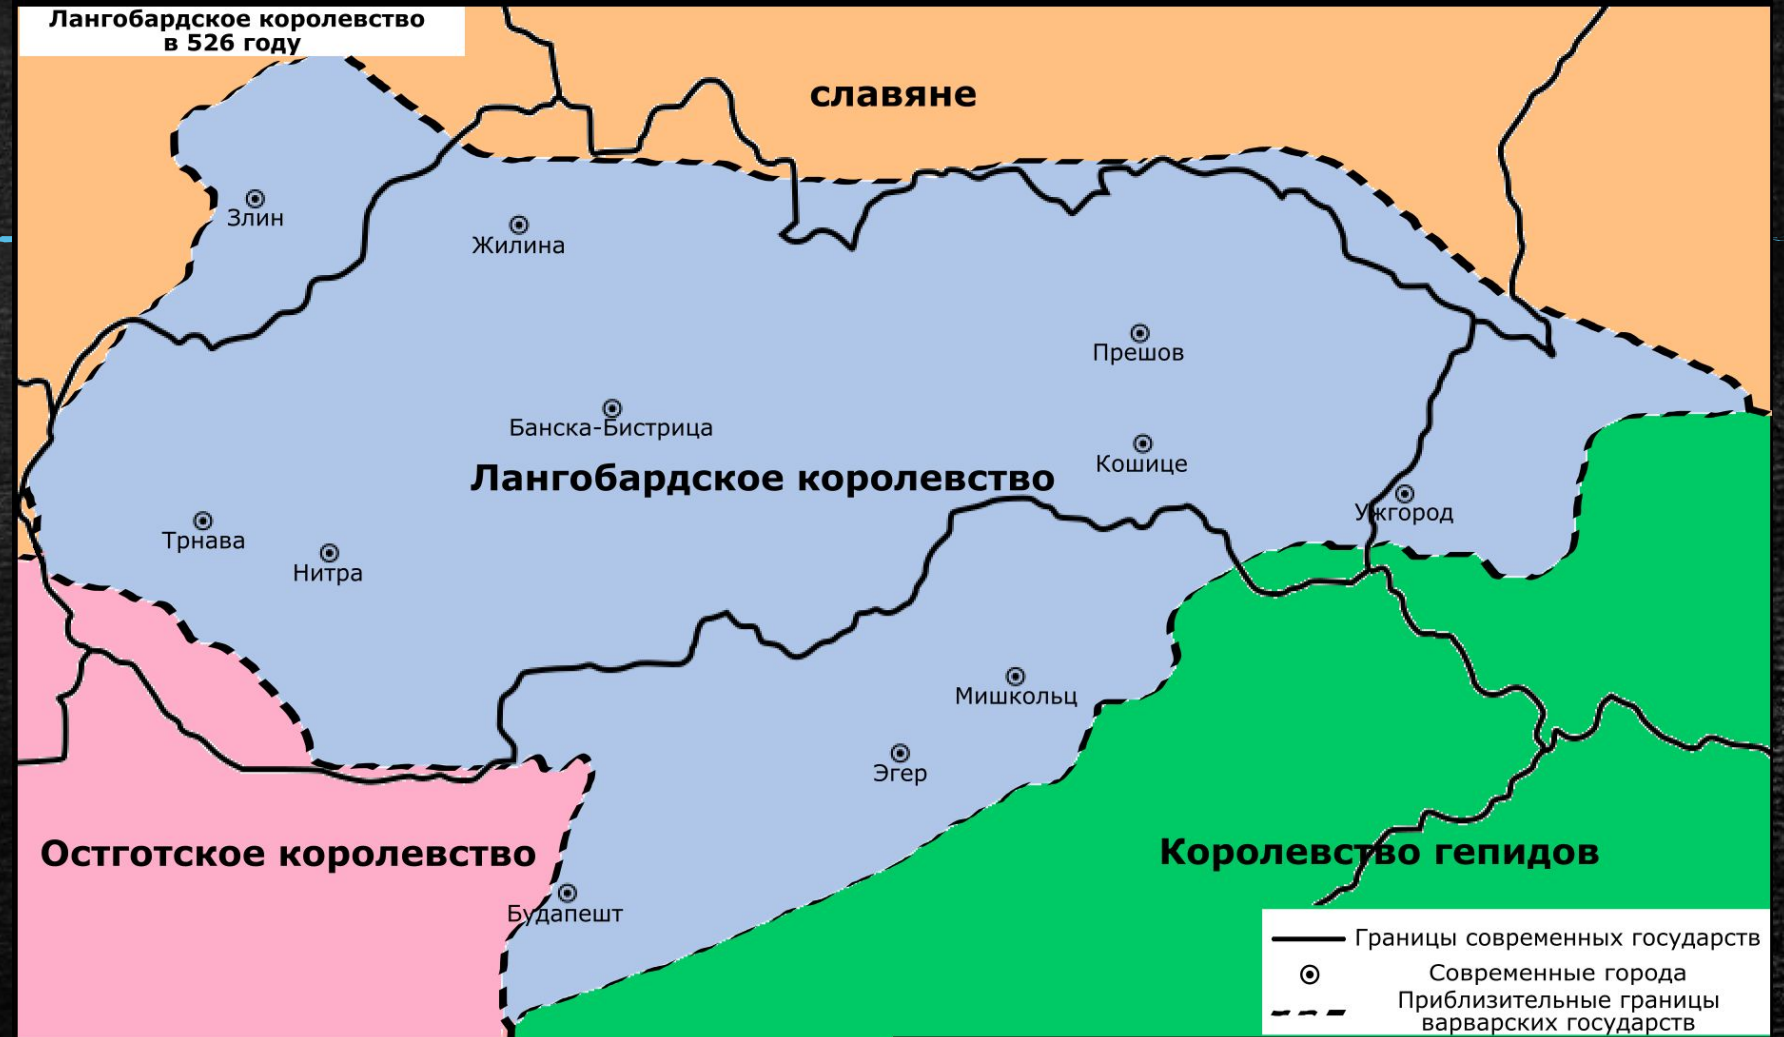 Лангобардское королевство
в 526 году
славяне
Злин
Жилина
Прешов
Банска-Бистрица
Кошице
Лангобардское королевство
Ужгород
Трнава
Нитра
Мишкольц
Эгер
Остготское королевство
Королевство гепидов
Будапешт
Границы современных государств
Современные города
Приблизительные границы
варварских государств